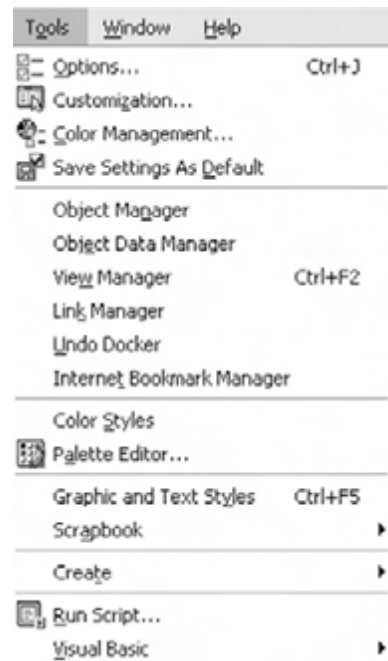 Tools Window Help
Options... Ctrl+J
Customization...
Color Management...
Save Settings As Default
Object Manager
Object Data Manager
View Manager Ctrl+F2
Link Manager
Undo Docker
Internet Bookmark Manager
Color Styles
Palette Editor...
Graphic and Text Styles Ctrl+F5
Scrapbook
Create
Run Script...
Visual Basic